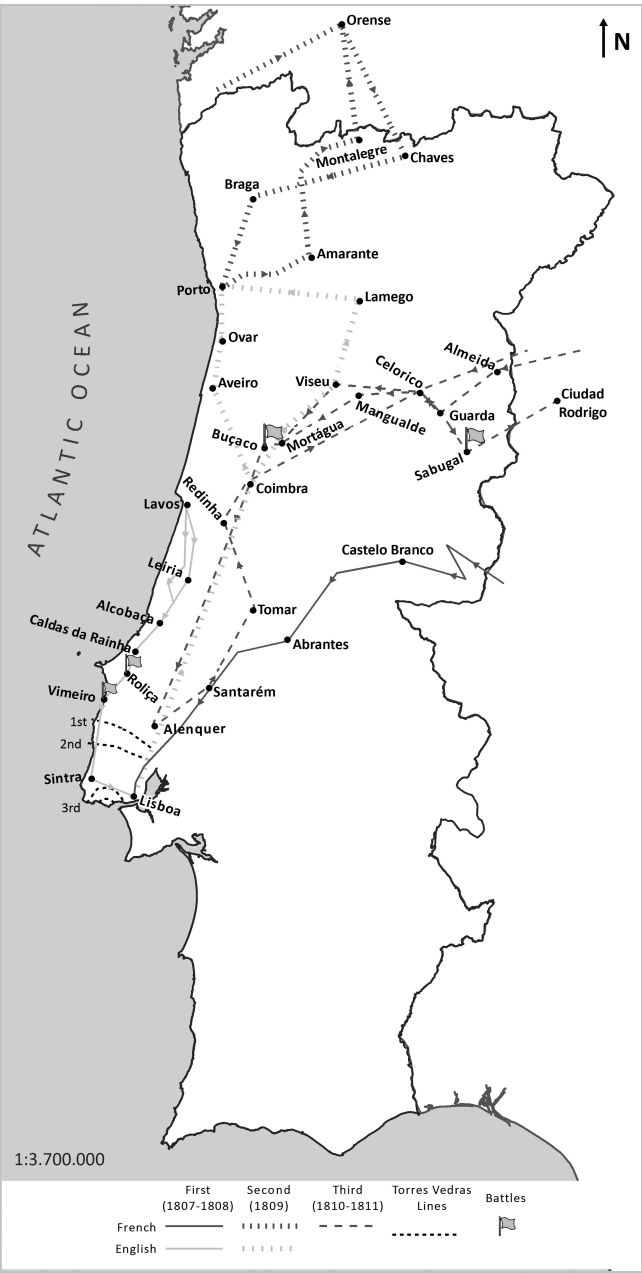 Orense
N
Montalegre
Chaves
Braga
Amarante
Porto
Lamego
Ovar
Almeida
Celorico
Aveiro
Viseu
Ciudad
Rodrigo
Mangualde
Guarda
Buçaco
Mortágua
Sabugal
ATLANTIC OCEAN
Coimbra
Redinha
Lavos
Castelo Branco
Leiria
Alcobaça
Tomar
Caldas da Rainha
Abrantes
Roliça
Vimeiro
Santarém
1st
Alenquer
2nd
Sintra
3rd
Lisboa
1:3.700.000
First
(1807-1808)
Second
(1809)
Third
(1810-1811)
Torres Vedras
Lines
Battles
French
English